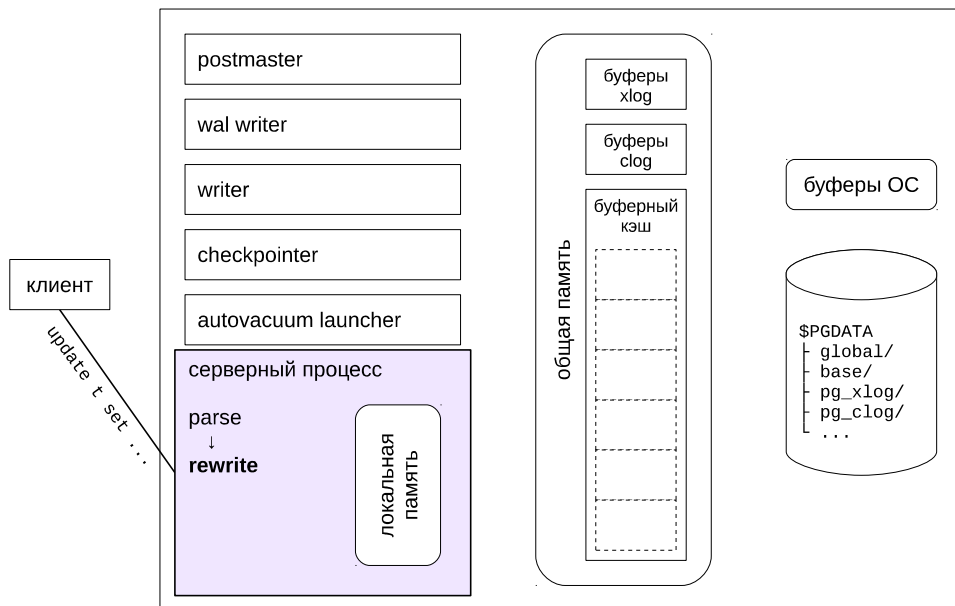 postmaster
wal writer
writer
checkpointer
autovacuum launcher
клиент
update t set ...
серверный процесс
parse
↓
rewrite
локальная
память
общая память
буферы
xlog
буферы
clog
буферный
кэш
буферы ОС
$PGDATA
├ global/
├ base/
├ pg_xlog/
├ pg_clog/
└ ...